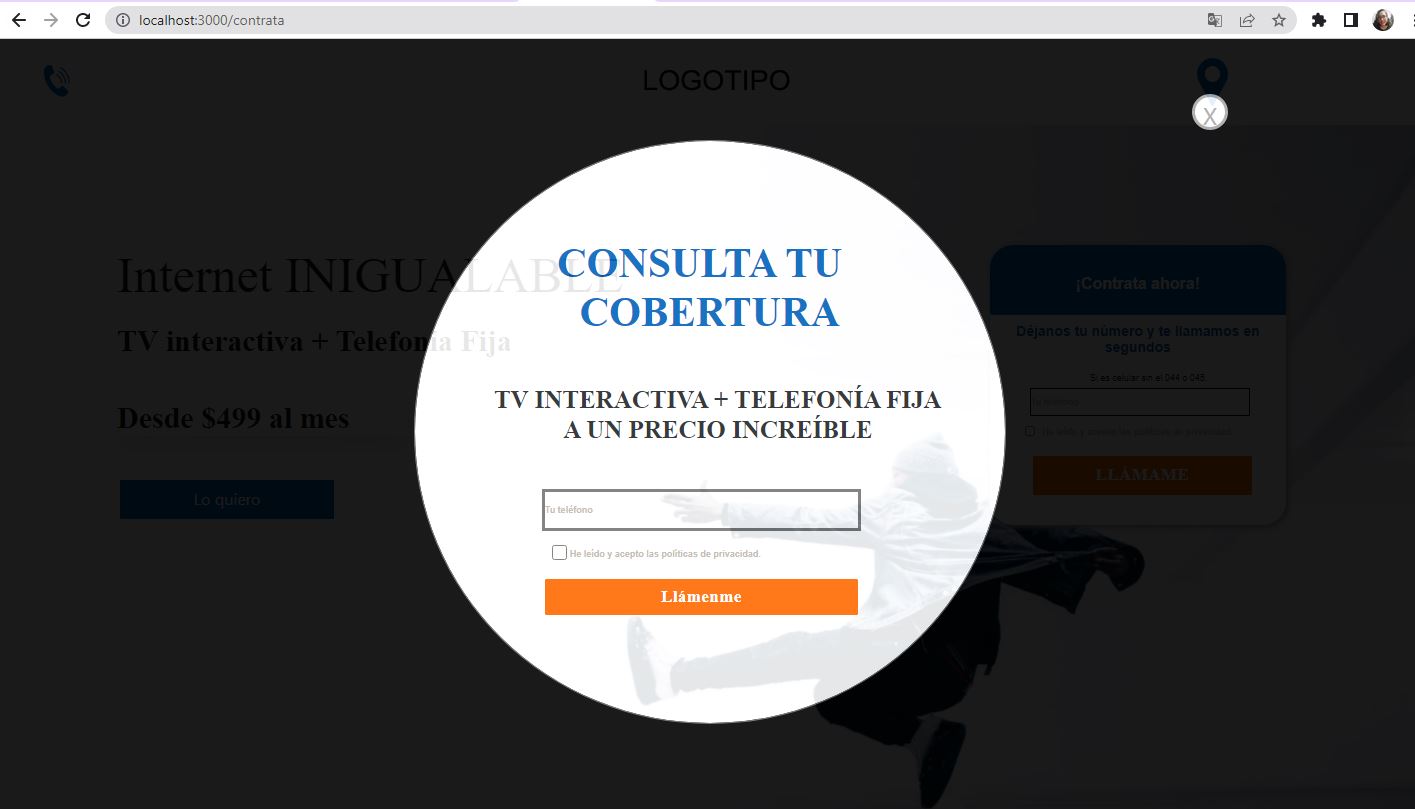 localhost:3000/contrata
LOGOTIPO
X
Internet INIGUALABLE
TV interactiva + Telefonía Fija
Desde $499 al mes
Lo quiero
CONSULTA TU
COBERTURA
TV INTERACTIVA + TELEFONÍA FIJA
A UN PRECIO INCREÍBLE
Tu teléfono
He leído y acepto las políticas de privacidad.
Llámenme
¡Contrata ahora!
Déjanos tu número y te llamamos en
segundos
Si es celular sin el 044 o 045.
Tu teléfono
He leído y acepto las políticas de privacidad.
LLÁMAME